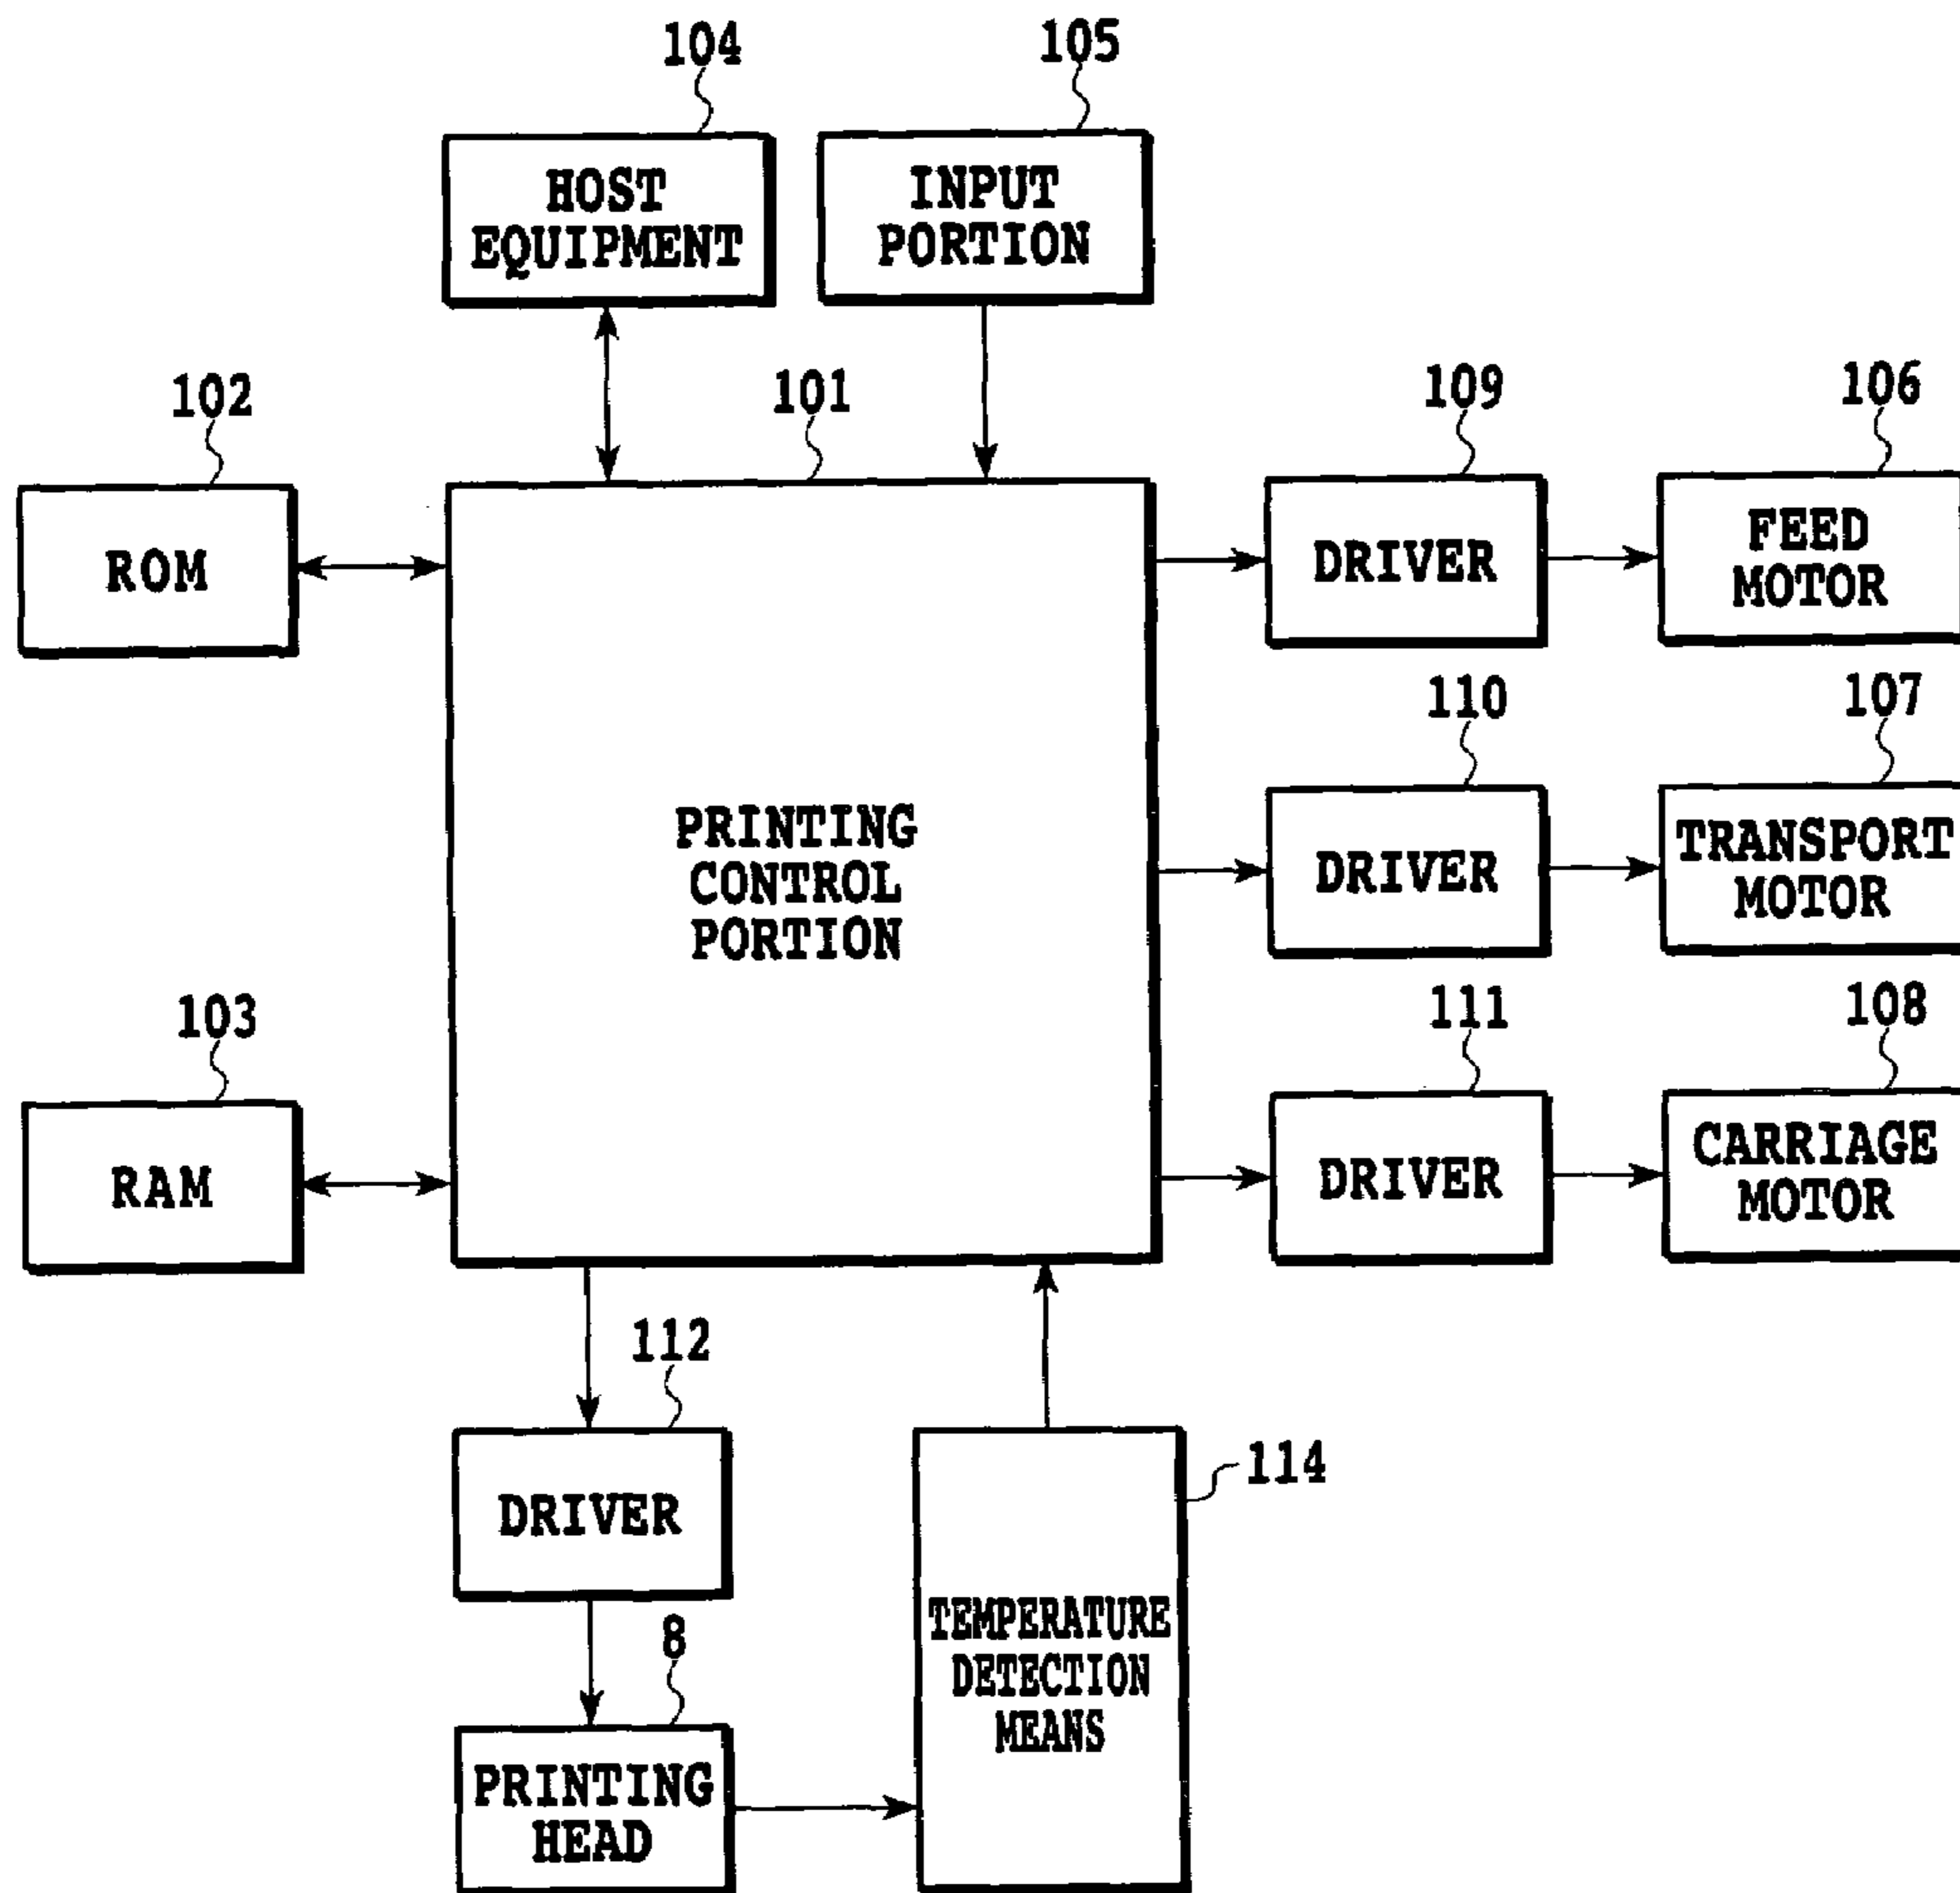 104
105
HOST
EQUIPMENT
INPUT
PORTION
102
101
109
106
ROM
DRIVER
FEED
MOTOR
110
107
PRINTING
CONTROL
PORTION
DRIVER
TRANSPORT
MOTOR
103
111
108
RAM
DRIVER
CARRIAGE
MOTOR
112
DRIVER
114
8
PRINTING
HEAD
TEMPERATURE
DETECTION
MEANS